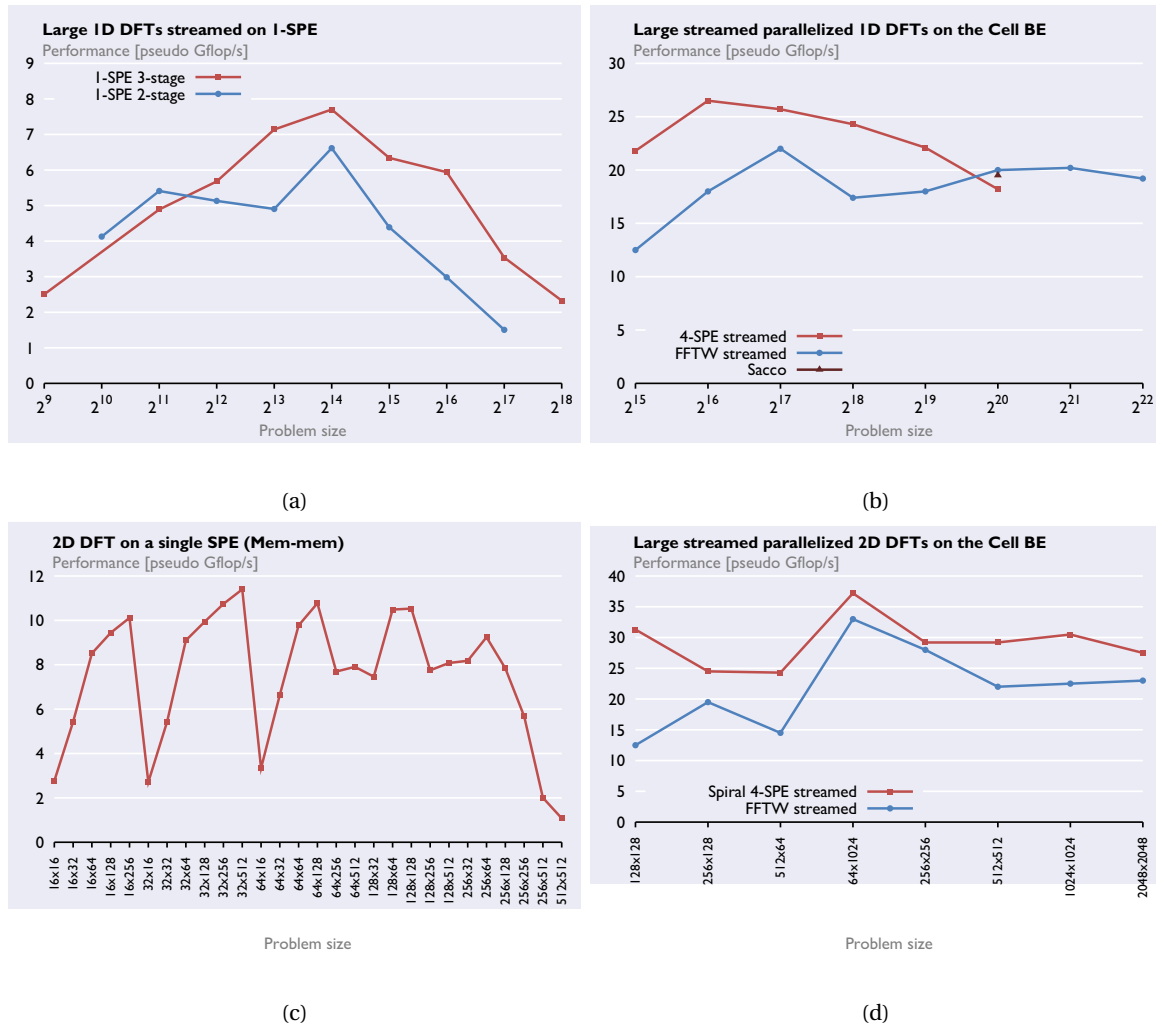 Large 1D DFTs streamed on 1-SPE
Performance [pseudo Gflop/s]
9
8
7
6
5
4
3
2
1
0
1-SPE 3-stage
1-SPE 2-stage
2^9 2^10 2^11 2^12 2^13 2^14 2^15 2^16 2^17 2^18
Problem size
(a)
Large streamed parallelized 1D DFTs on the Cell BE
Performance [pseudo Gflop/s]
30
25
20
15
10
5
0
4-SPE streamed
FFTW streamed
Sacco
2^15 2^16 2^17 2^18 2^19 2^20 2^21 2^22
Problem size
(b)
2D DFT on a single SPE (Mem-mem)
Performance [pseudo Gflop/s]
12
10
8
6
4
2
0
16x16
16x32
16x64
16x128
16x256
32x16
32x32
32x64
32x128
32x256
32x512
64x16
64x32
64x64
64x128
64x256
64x512
128x32
128x64
128x128
128x256
128x512
256x32
256x64
256x128
256x256
256x512
512x512
Problem size
(c)
Large streamed parallelized 2D DFTs on the Cell BE
Performance [pseudo Gflop/s]
40
35
30
25
20
15
10
5
0
Spiral 4-SPE streamed
FFTW streamed
128x128
256x128
512x64
64x1024
256x256
512x512
1024x1024
2048x2048
Problem size
(d)